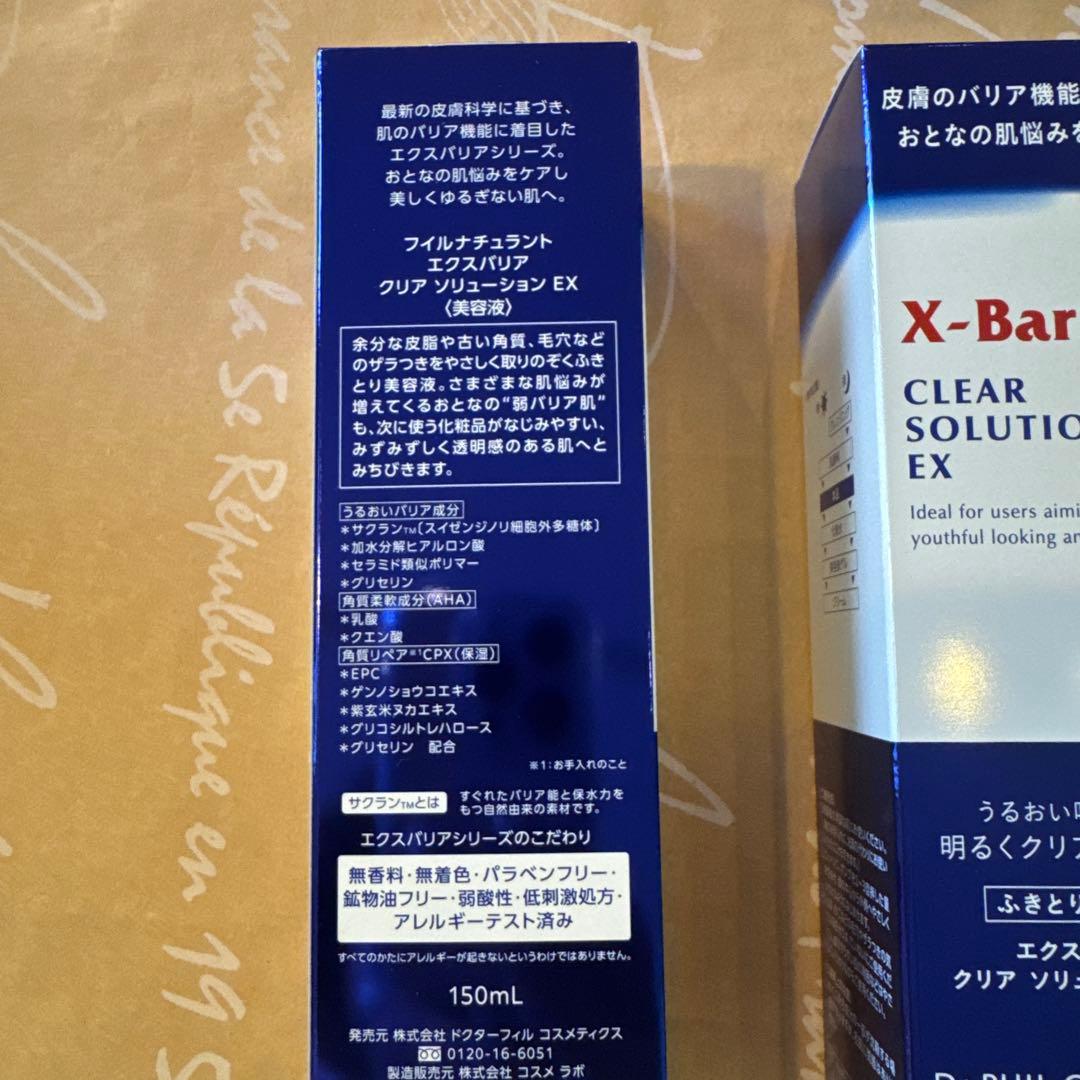 最新の皮膚科学に基づき、
肌のバリア機能に着目した
エクスバリアシリーズ。
おとなの肌悩みをケアし
美しくゆるぎない肌へ。
フイルナチュラント
エクスバリア
クリア ソリューション EX
〈美容液〉
余分な皮脂や古い角質、毛穴など
のザラつきをやさしく取りのぞくふき
とり美容液。さまざまな肌悩みが
増えてくるおとなの“弱バリア肌”
も、次に使う化粧品がなじみやすい、
みずみずしく透明感のある肌へと
みちびきます。
うるおいバリア成分
*サクランTM〔スイゼンジノリ細胞外多糖体〕
*加水分解ヒアルロン酸
*セラミド類似ポリマー
*グリセリン
角質柔軟成分(AHA)
*乳酸
*クエン酸
角質リペア※1CPX(保湿)
*EPC
*ゲンノショウコエキス
*紫玄米ヌカエキス
*グリコシルトレハロース
*グリセリン 配合
※1:お手入れのこと
サクランTMとは
すぐれたバリア能と保水力を
もつ自然由来の素材です。
エクスバリアシリーズのこだわり
無香料・無着色・パラベンフリー・
鉱物油フリー・弱酸性・低刺激処方・
アレルギーテスト済み
すべてのかたにアレルギーが起きないというわけではありません。
150mL
発売元 株式会社 ドクターフィル コスメティクス
0120-16-6051
製造販売元 株式会社 コスメ ラボ
皮膚のバリア機能
おとなの肌悩みを
X-Bar
CLEAR
SOLUTIO
EX
Ideal for users aimi
youthful looking an
うるおい
明るくクリア
ふきとり
エクス
クリア ソリュ
nance de la Se République en 19